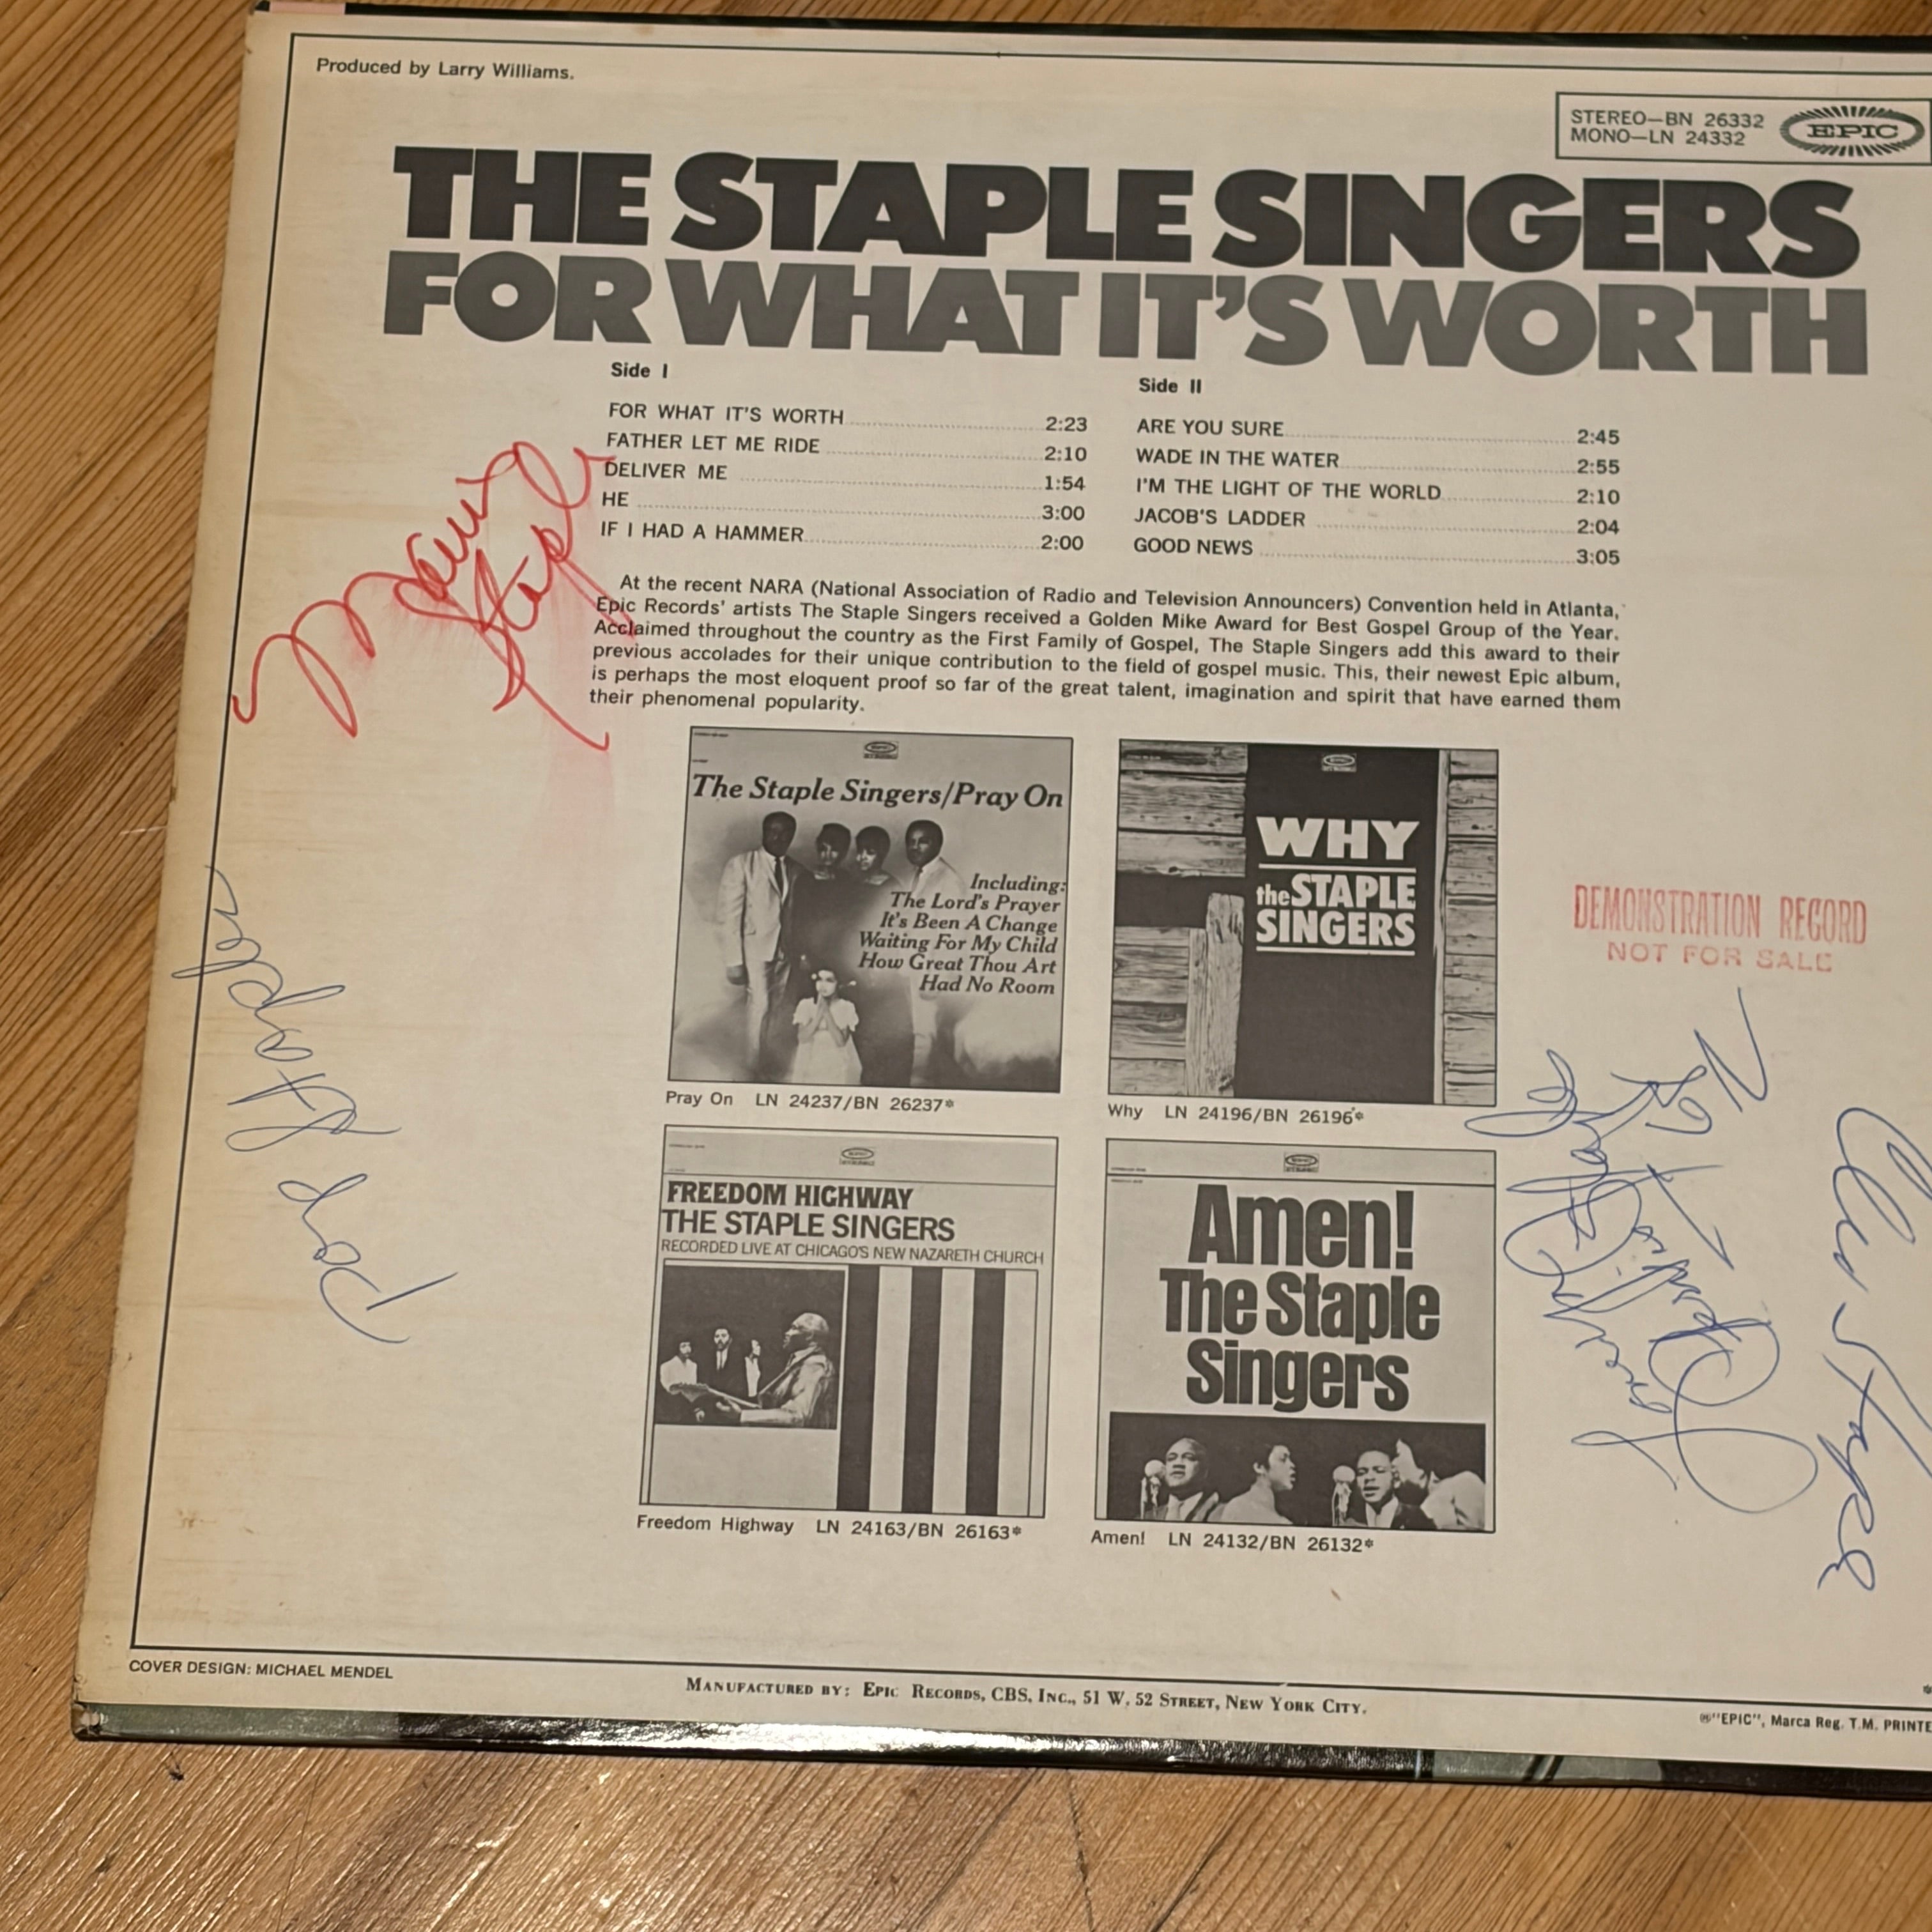 Produced by Larry Williams.
STEREO—BN 26332
MONO—LN 24332
EPIC
THE STAPLE SINGERS
FOR WHAT IT'S WORTH
Side I
FOR WHAT IT'S WORTH 2:23
FATHER LET ME RIDE 2:10
DELIVER ME 1:54
HE 3:00
IF I HAD A HAMMER 2:00
Side II
ARE YOU SURE 2:45
WADE IN THE WATER 2:55
I'M THE LIGHT OF THE WORLD 2:10
JACOB'S LADDER 2:04
GOOD NEWS 3:05
Mavis
Staples
At the recent NARA (National Association of Radio and Television Announcers) Convention held in Atlanta,
Epic Records' artists The Staple Singers received a Golden Mike Award for Best Gospel Group of the Year.
Acclaimed throughout the country as the First Family of Gospel, The Staple Singers add this award to their
previous accolades for their unique contribution to the field of gospel music. This, their newest Epic album,
is perhaps the most eloquent proof so far of the great talent, imagination and spirit that have earned them
their phenomenal popularity.
The Staple Singers/Pray On
Including:
The Lord's Prayer
It's Been A Change
Waiting For My Child
How Great Thou Art
Had No Room
Pray On LN 24237/BN 26237*
WHY
the STAPLE
SINGERS
Why LN 24196/BN 26196*
DEMONSTRATION RECORD
NOT FOR SALE
Pop Staples
FREEDOM HIGHWAY
THE STAPLE SINGERS
RECORDED LIVE AT CHICAGO'S NEW NAZARETH CHURCH
Freedom Highway LN 24163/BN 26163*
Amen!
The Staple
Singers
Amen! LN 24132/BN 26132*
Cleo Staple
COVER DESIGN: MICHAEL MENDEL
MANUFACTURED BY: EPIC RECORDS, CBS, INC., 51 W. 52 STREET, NEW YORK CITY.
®"EPIC", Marca Reg. T.M. PRINTE